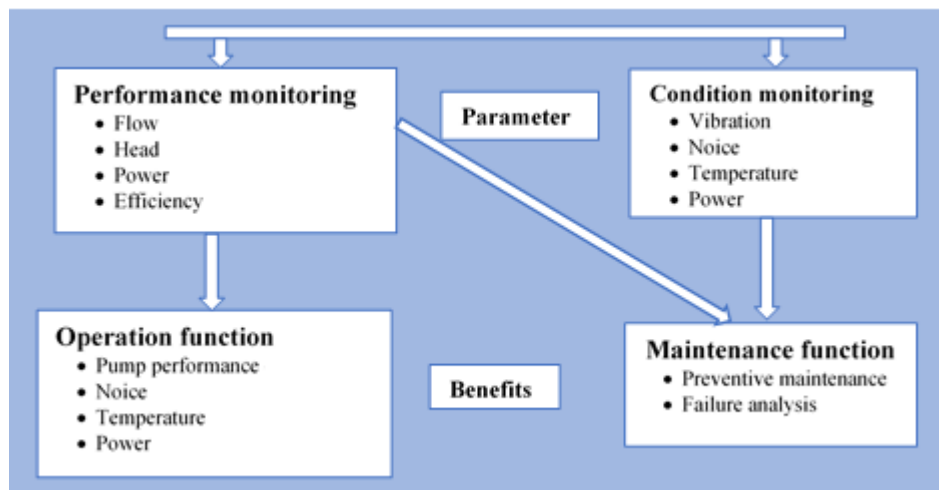 Performance monitoring
• Flow
• Head
• Power
• Efficiency
Parameter
Condition monitoring
• Vibration
• Noice
• Temperature
• Power
Operation function
• Pump performance
• Noice
• Temperature
• Power
Benefits
Maintenance function
• Preventive maintenance
• Failure analysis